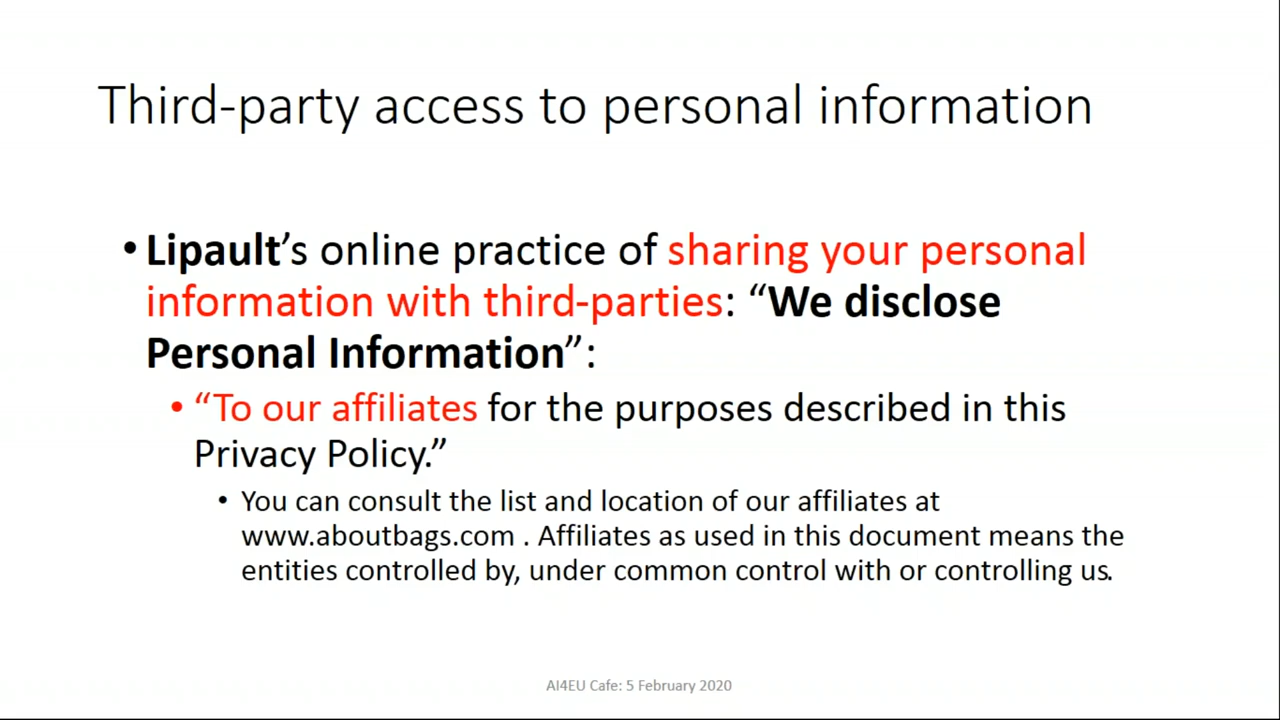 Third-party access to personal information
• Lipault’s online practice of sharing your personal
information with third-parties: “We disclose
Personal Information”:
• “To our affiliates for the purposes described in this
Privacy Policy.”
• You can consult the list and location of our affiliates at
www.aboutbags.com . Affiliates as used in this document means the
entities controlled by, under common control with or controlling us.
AI4EU Cafe: 5 February 2020